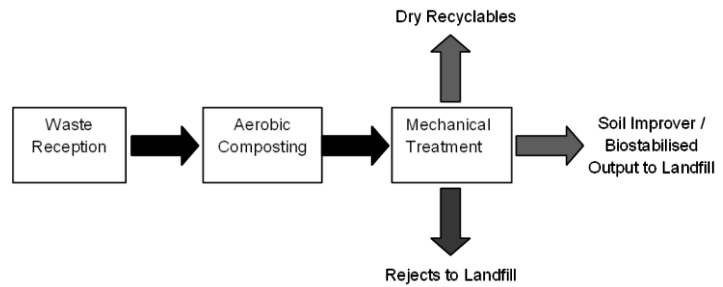 Dry Recyclables
Waste
Reception
Aerobic
Composting
Mechanical
Treatment
Soil Improver /
Biostabilised
Output to Landfill
Rejects to Landfill